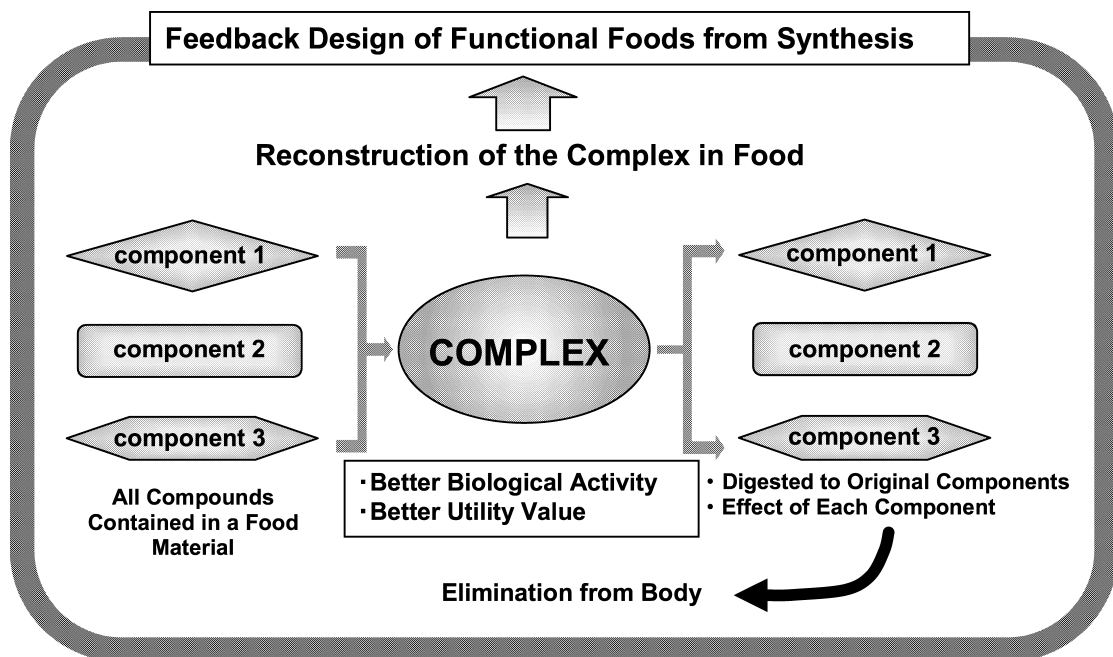 Feedback Design of Functional Foods from Synthesis
Reconstruction of the Complex in Food
component 1
component 2
component 3
All Compounds
Contained in a Food
Material
COMPLEX
・Better Biological Activity
・Better Utility Value
component 1
component 2
component 3
• Digested to Original Components
• Effect of Each Component
Elimination from Body